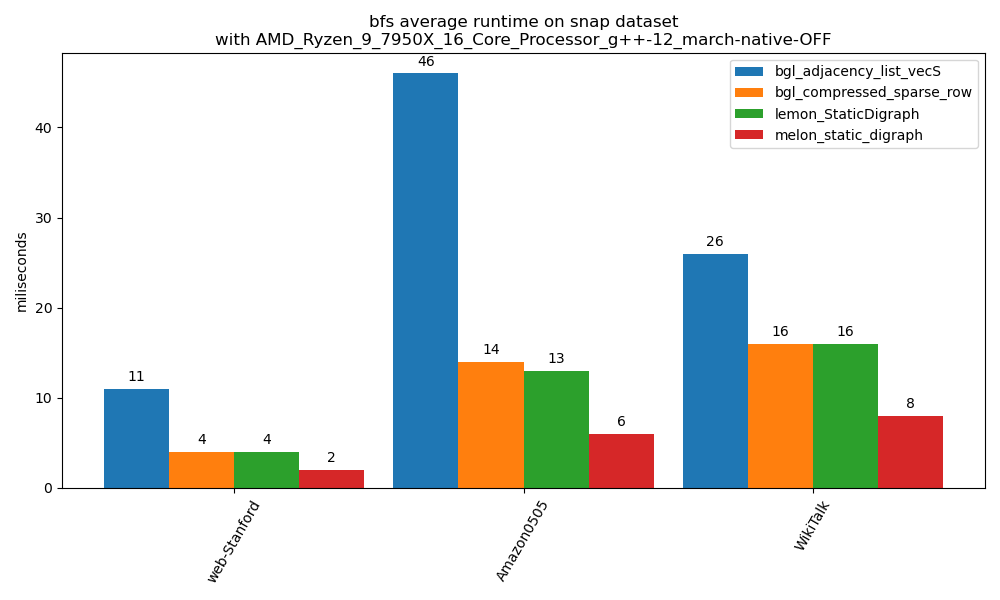 bfs average runtime on snap dataset
with AMD_Ryzen_9_7950X_16_Core_Processor_g++-12_march-native-OFF
bgl_adjacency_list_vecS
bgl_compressed_sparse_row
lemon_StaticDigraph
melon_static_digraph
miliseconds
40
30
20
10
0
11
4
4
2
46
14
13
6
26
16
16
8
web-Stanford
Amazon0505
WikiTalk